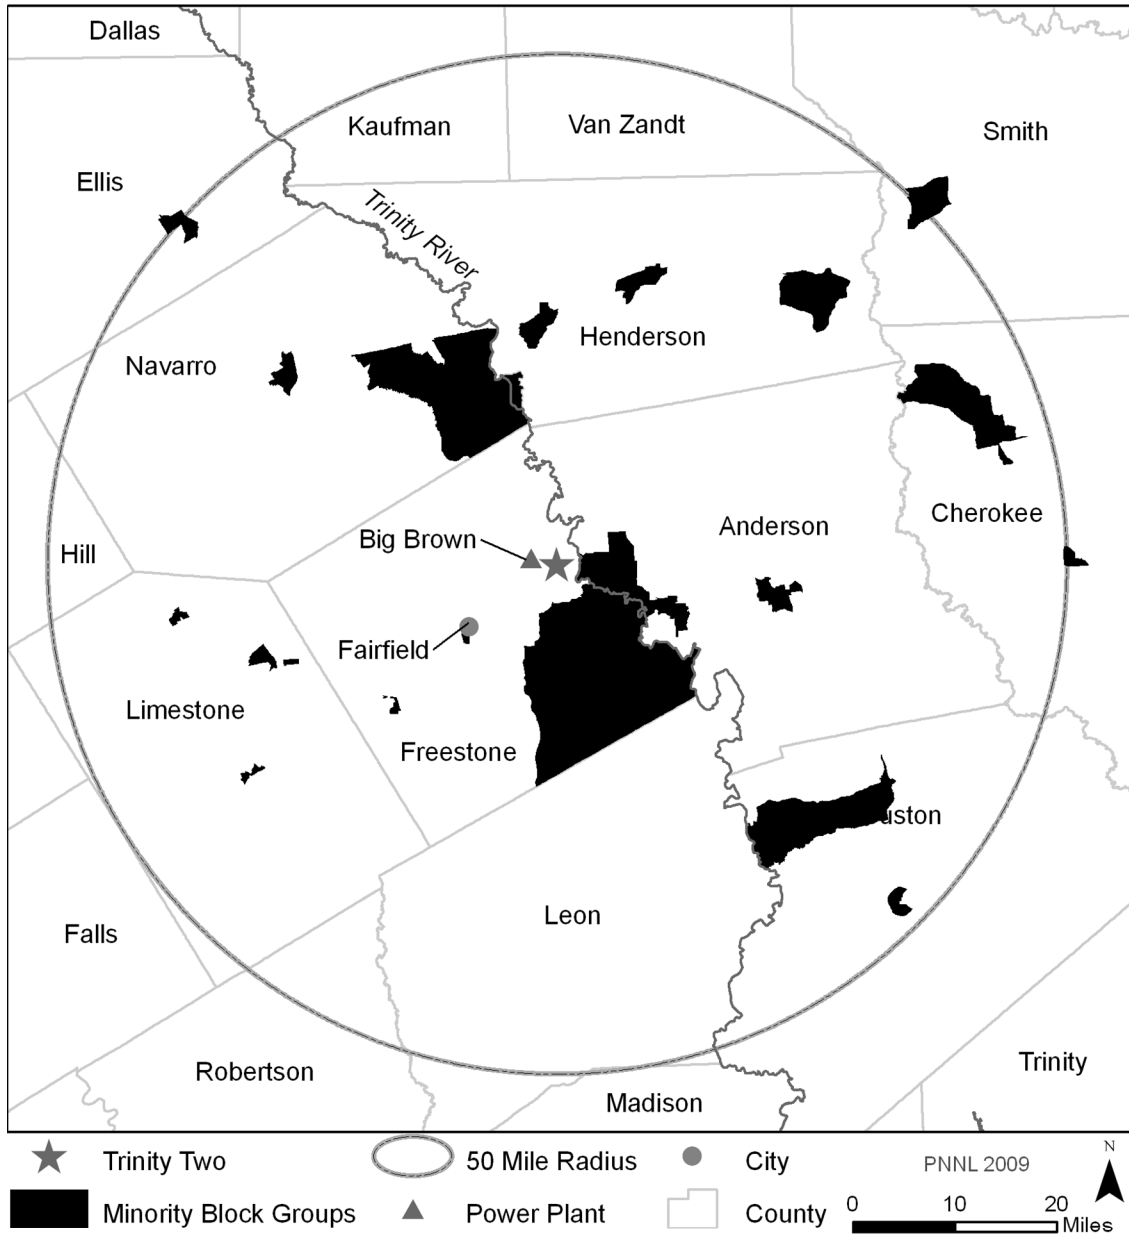 Dallas
Kaufman
Van Zandt
Smith
Ellis
Trinity River
Henderson
Navarro
Cherokee
Anderson
Big Brown
Hill
Fairfield
Limestone
Freestone
uston
Leon
Falls
Robertson
Trinity
Madison
Trinity Two
50 Mile Radius
City
PNNL 2009
N
Minority Block Groups
Power Plant
County
0 10 20
Miles